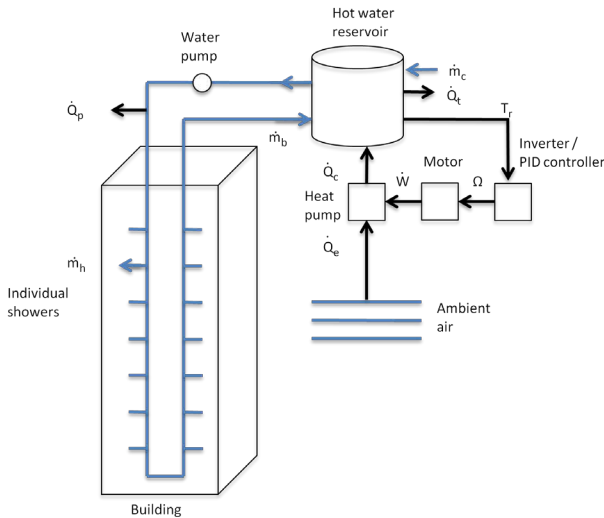 Hot water
reservoir
Water
pump
ṁc
Q̇t
Q̇p
Tr
ṁb
Inverter /
PID controller
Motor
Q̇c
Ẇ
Ω
Heat
pump
Q̇e
ṁh
Individual
showers
Ambient
air
Building